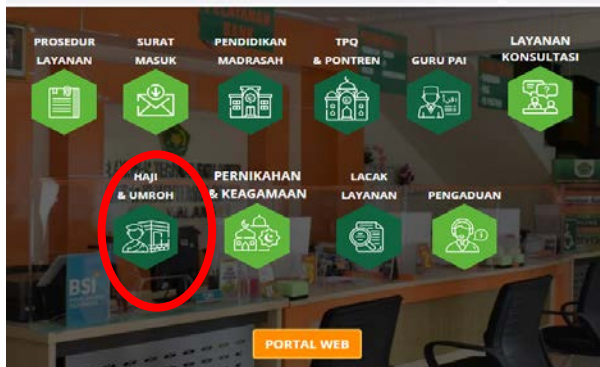 PELAYANAN
PROSEDUR
LAYANAN
SURAT
MASUK
PENDIDIKAN
MADRASAH
TPQ
& PONTREN
GURU PAI
LAYANAN
KONSULTASI
HAJI
& UMROH
PERNIKAHAN
& KEAGAMAAN
LACAK
LAYANAN
PENGADUAN
BSI
PORTAL WEB